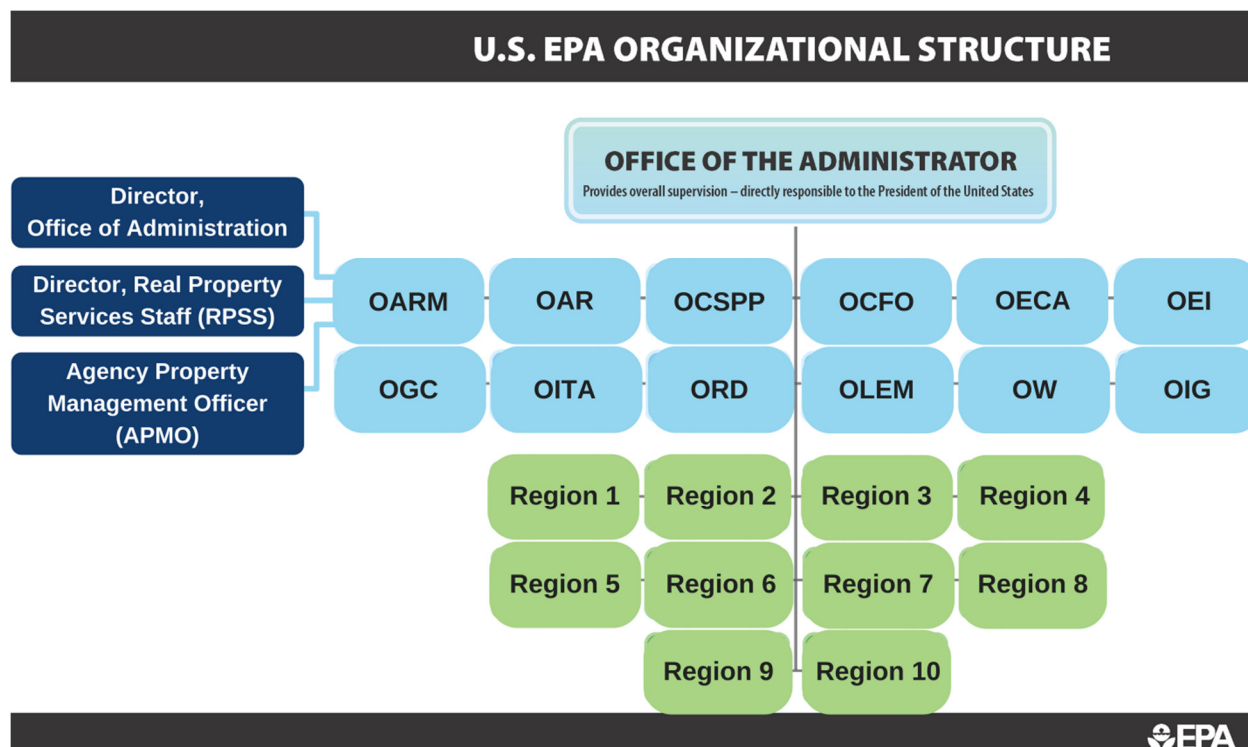 U.S. EPA ORGANIZATIONAL STRUCTURE
OFFICE OF THE ADMINISTRATOR
Provides overall supervision – directly responsible to the President of the United States
Director,
Office of Administration
Director, Real Property
Services Staff (RPSS)
Agency Property
Management Officer
(APMO)
OARM
OAR
OCSPP
OCFO
OECA
OEI
OGC
OITA
ORD
OLEM
OW
OIG
Region 1
Region 2
Region 3
Region 4
Region 5
Region 6
Region 7
Region 8
Region 9
Region 10
EPA